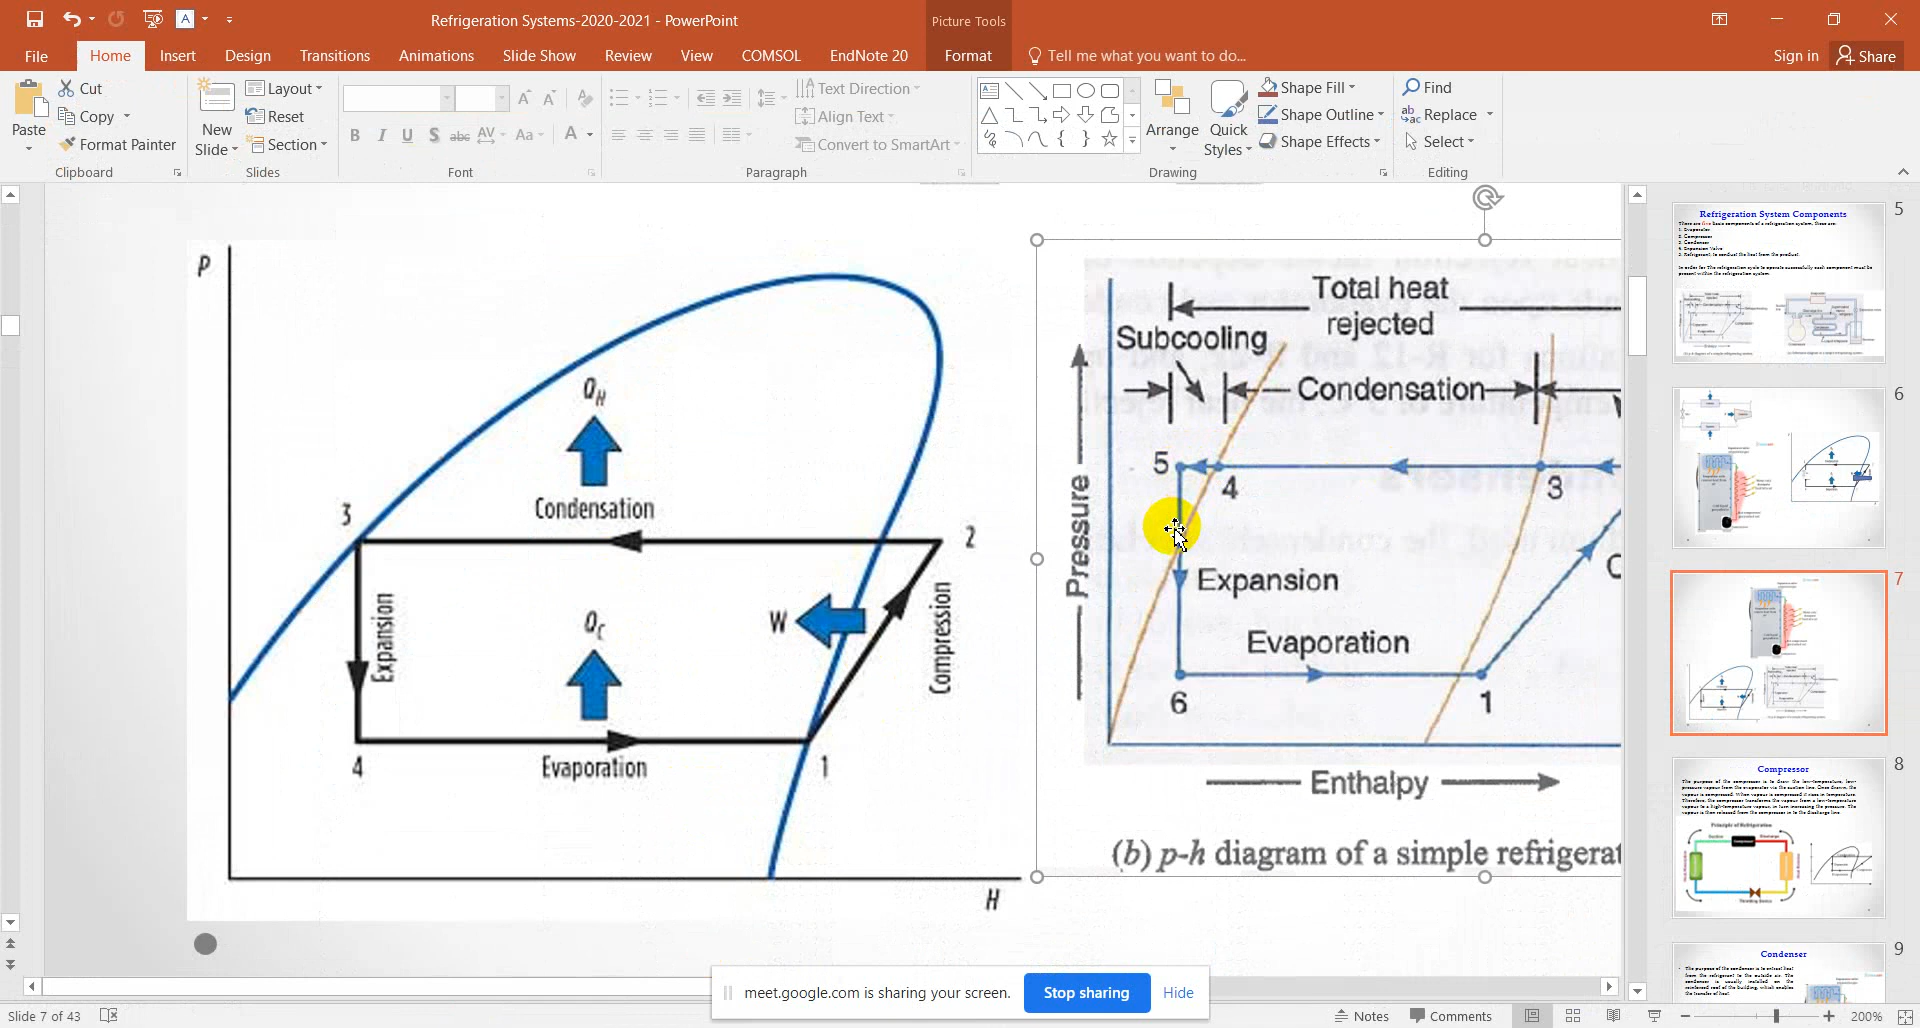 Refrigeration Systems-2020-2021 - PowerPoint
Picture Tools
File
Home
Insert
Design
Transitions
Animations
Slide Show
Review
View
COMSOL
EndNote 20
Format
Tell me what you want to do...
Sign in
Share
Paste
Cut
Copy
Format Painter
Clipboard
New
Slide
Layout
Reset
Section
Slides
B I U S abc AV Aa A
Font
Text Direction
Align Text
Convert to SmartArt
Paragraph
Arrange
Quick
Styles
Shape Fill
Shape Outline
Shape Effects
Drawing
Find
Replace
Select
Editing
P
QH
Condensation
3
2
Expansion
QC
W
Compression
4
Evaporation
1
H
Total heat
rejected
Subcooling
Condensation
Pressure
5
4
3
Expansion
C
Evaporation
6
1
Enthalpy
(b) p-h diagram of a simple refrigerat
5
Refrigeration System Components
6
7
8
Compressor
9
Condenser
meet.google.com is sharing your screen.
Stop sharing
Hide
Slide 7 of 43
Notes
Comments
200%